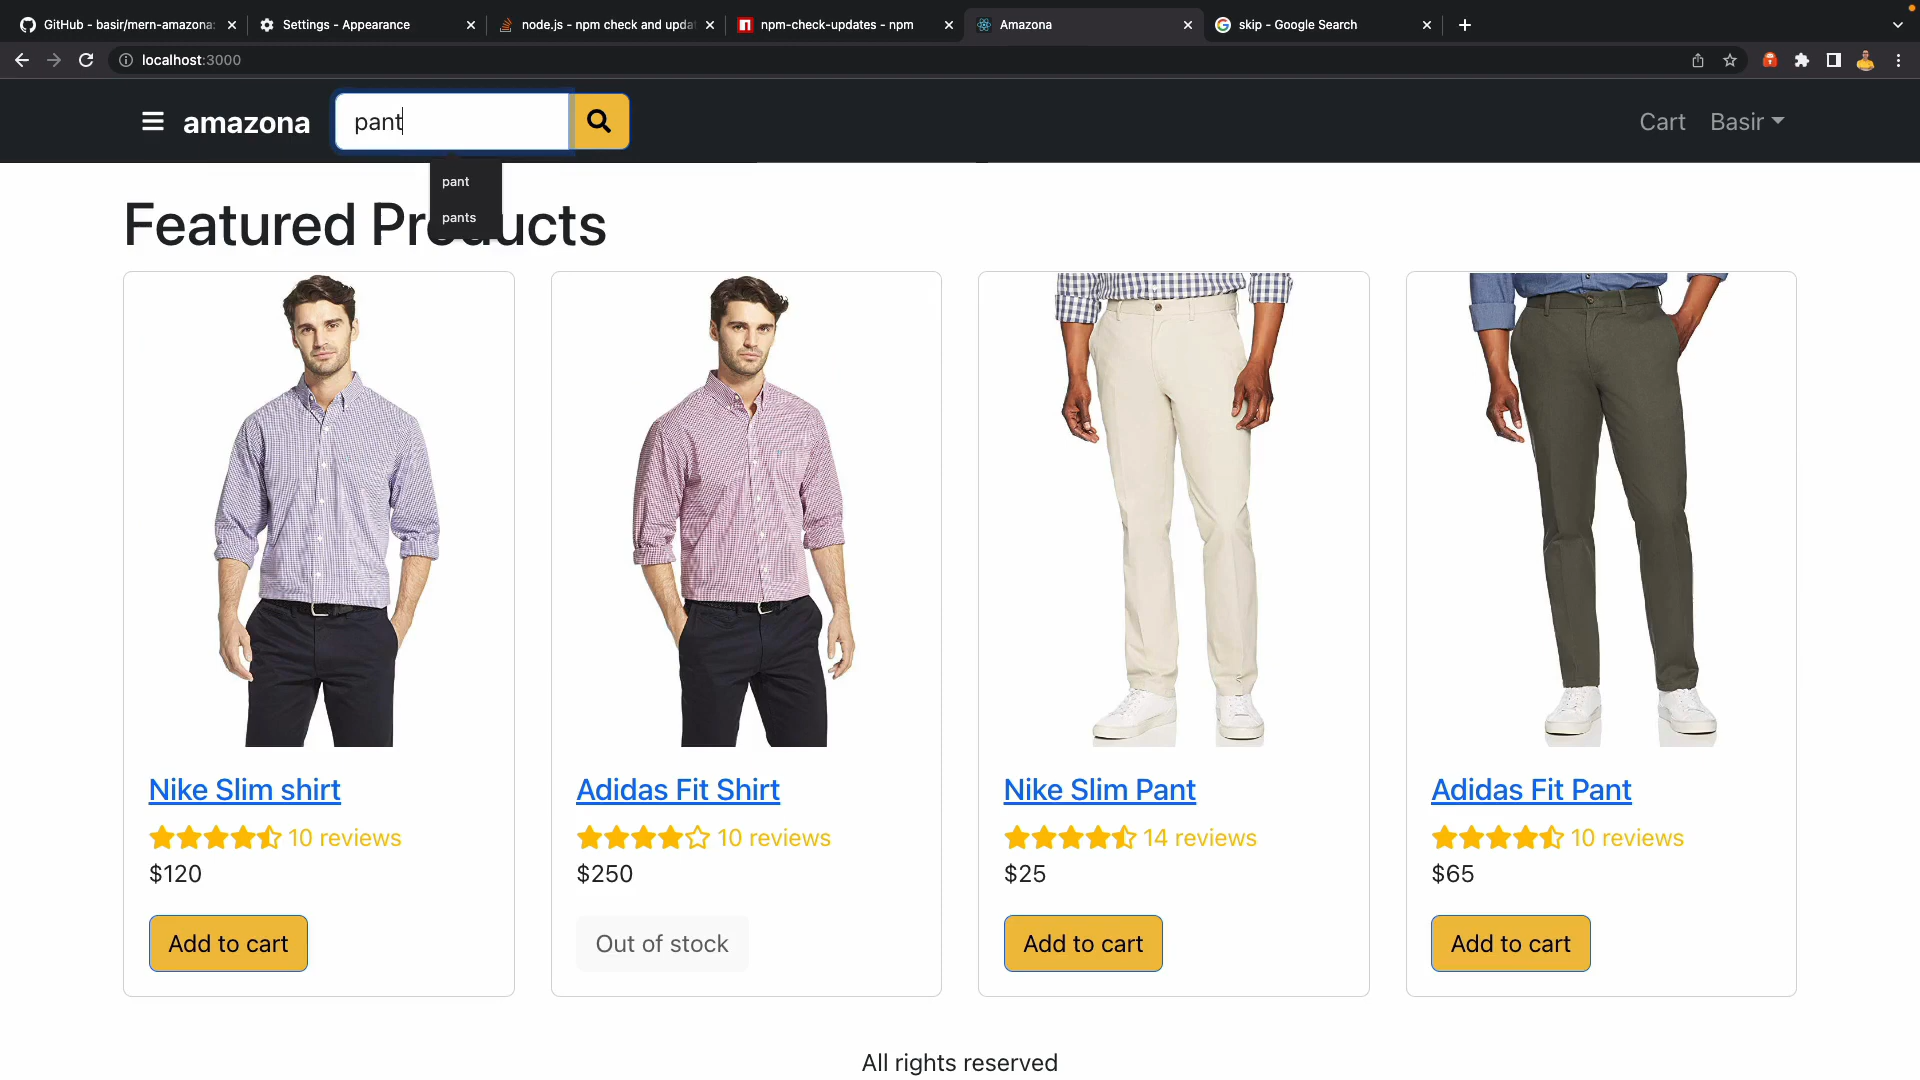 GitHub - basir/mern-amazona:
Settings - Appearance
node.js - npm check and updat
npm-check-updates - npm
Amazona
skip - Google Search
localhost:3000
amazona
pant
Cart
Basir
pant
pants
Featured Products
Nike Slim shirt
10 reviews
$120
Add to cart
Adidas Fit Shirt
10 reviews
$250
Out of stock
Nike Slim Pant
14 reviews
$25
Add to cart
Adidas Fit Pant
10 reviews
$65
Add to cart
All rights reserved